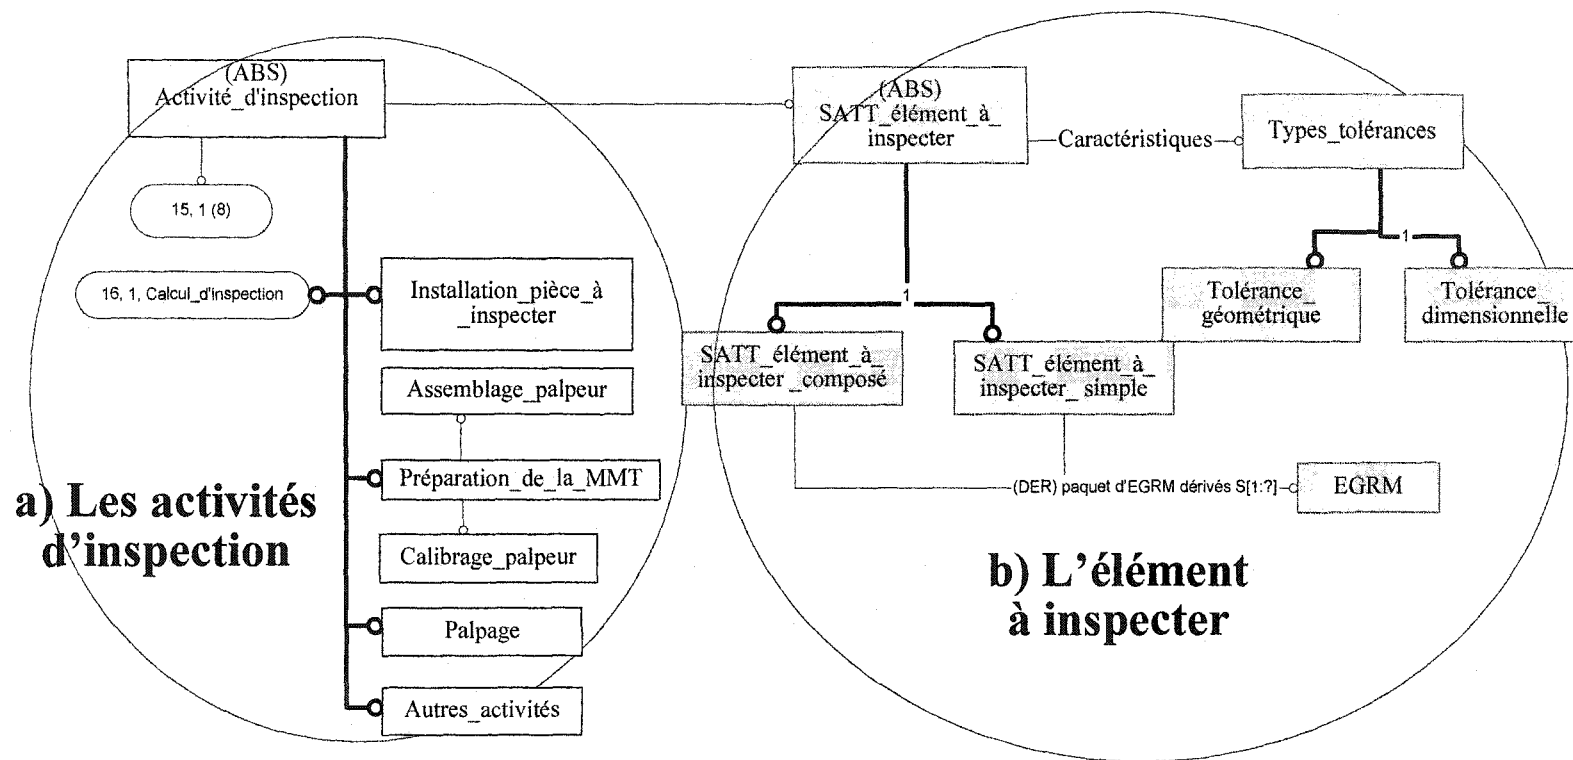 (ABS)
Activité_d'inspection
15, 1 (8)
16, 1, Calcul_d'inspection
Installation_pièce_à
_inspecter
Assemblage_palpeur
Préparation_de_la_MMT
Calibrage_palpeur
Palpage
Autres_activités
a) Les activités
d'inspection
(ABS)
SATT_élément_à_
inspecter
Caractéristiques
Types_tolérances
1
1
Tolérance_
géométrique
Tolérance_
dimensionnelle
SATT_élément_à_
inspecter_composé
SATT_élément_à_
inspecter_ simple
(DER) paquet d'EGRM dérivés S[1:?]
EGRM
b) L'élément
à inspecter